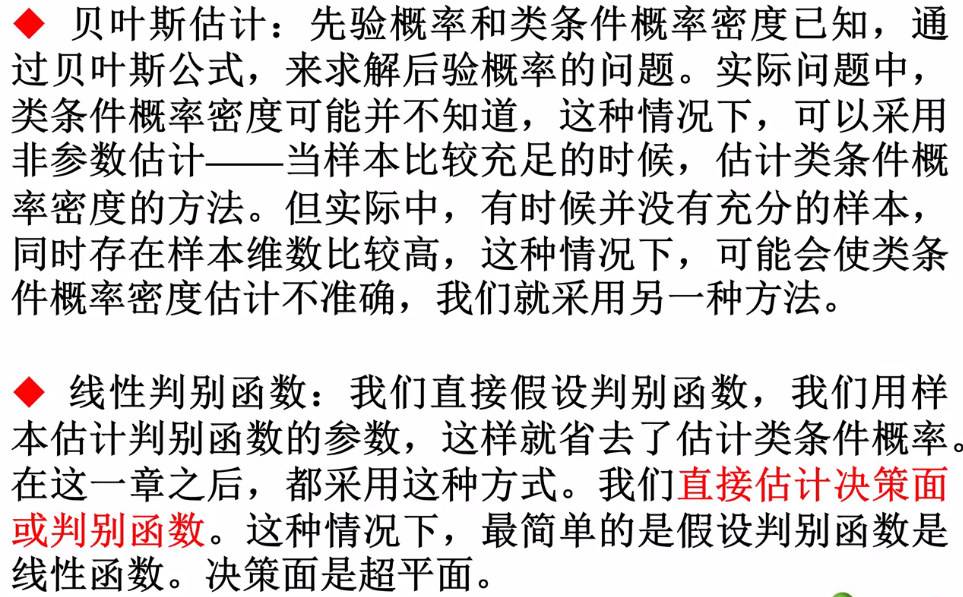 ◆ 贝叶斯估计：先验概率和类条件概率密度已知，通
过贝叶斯公式，来求解后验概率的问题。实际问题中，
类条件概率密度可能并不知道，这种情况下，可以采用
非参数估计——当样本比较充足的时候，估计类条件概
率密度的方法。但实际中，有时候并没有充分的样本，
同时存在样本维数比较高，这种情况下，可能会使类条
件概率密度估计不准确，我们就采用另一种方法。
◆ 线性判别函数：我们直接假设判别函数，我们用样
本估计判别函数的参数，这样就省去了估计类条件概率。
在这一章之后，都采用这种方式。我们直接估计决策面
或判别函数。这种情况下，最简单的是假设判别函数是
线性函数。决策面是超平面。